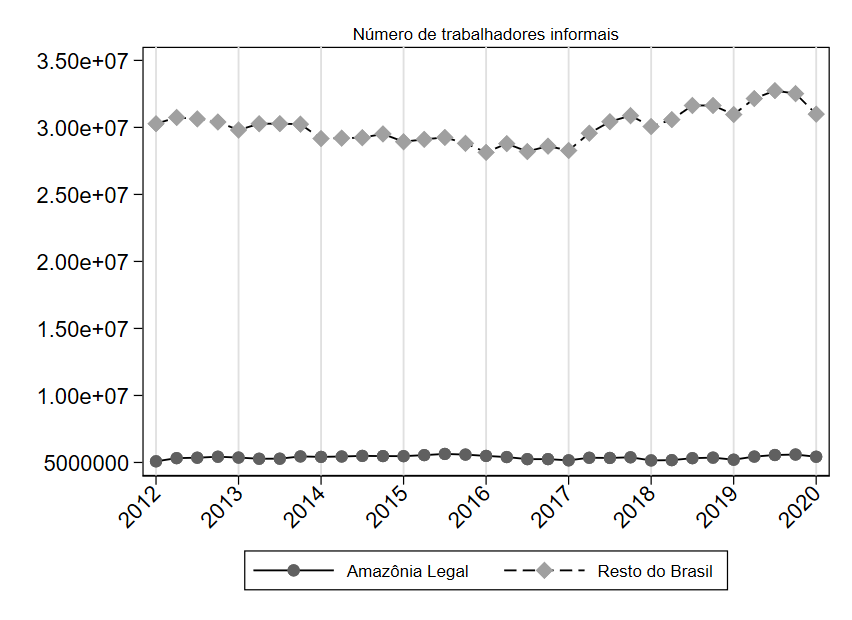 Número de trabalhadores informais
3.50e+07
3.00e+07
2.50e+07
2.00e+07
1.50e+07
1.00e+07
5000000
2012 2013 2014 2015 2016 2017 2018 2019 2020
Amazônia Legal Resto do Brasil